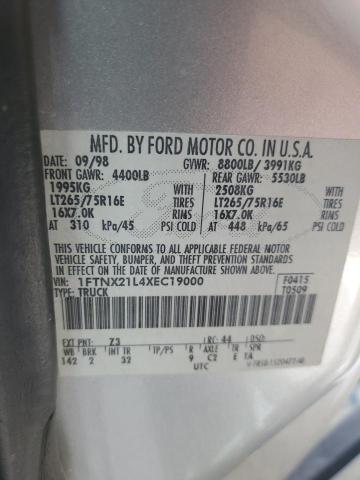 MFD. BY FORD MOTOR CO. IN U.S.A.
DATE: 09/98 GVWR: 8800LB/ 3991KG
FRONT GAWR: 4400LB REAR GAWR: 5530LB
1995KG 2508KG
LT265/75R16E TIRES LT265/75R16E TIRES
16X7.0K RIMS 16X7.0K RIMS
AT 310 kPa/45 PSI COLD AT 448 kPa/65 PSI COLD
THIS VEHICLE CONFORMS TO ALL APPLICABLE FEDERAL MOTOR
VEHICLE SAFETY, BUMPER, AND THEFT PREVENTION STANDARDS
IN EFFECT ON THE DATE OF MANUFACTURE SHOWN ABOVE.
VIN: 1FTNX21L4XEC19000 F0415
TYPE: TRUCK T0509
EXT PNT: Z3 RC: 44 DSO:
WB BRK INT TR TP/PS R AXLE TR SPR
142 2 32 9 C2 E TA
UTC